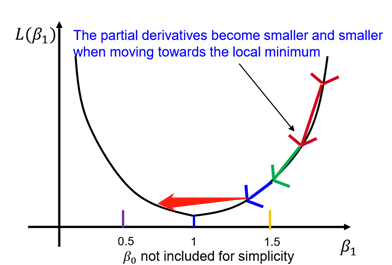 L(β₁)
The partial derivatives become smaller and smaller
when moving towards the local minimum
0.5 1 1.5 β₁
β₀ not included for simplicity